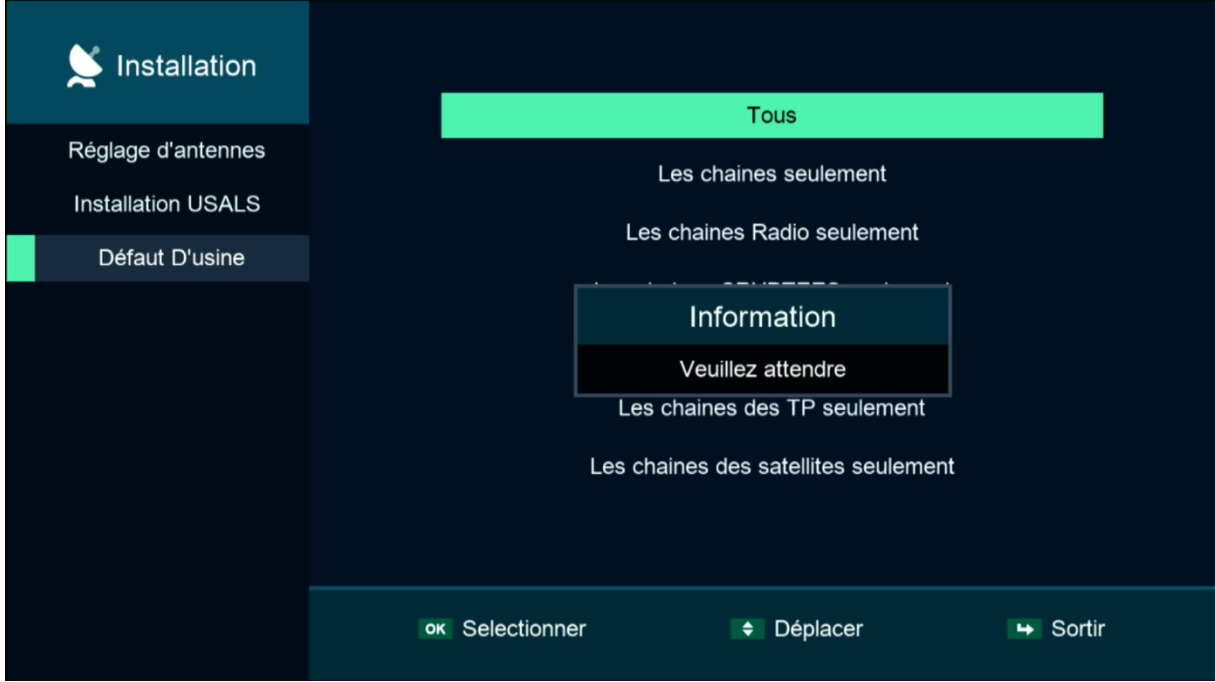 Installation
Réglage d'antennes
Installation USALS
Défaut D'usine
Tous
Les chaines seulement
Les chaines Radio seulement
Information
Veuillez attendre
Les chaines des TP seulement
Les chaines des satellites seulement
OK Selectionner
Déplacer
Sortir